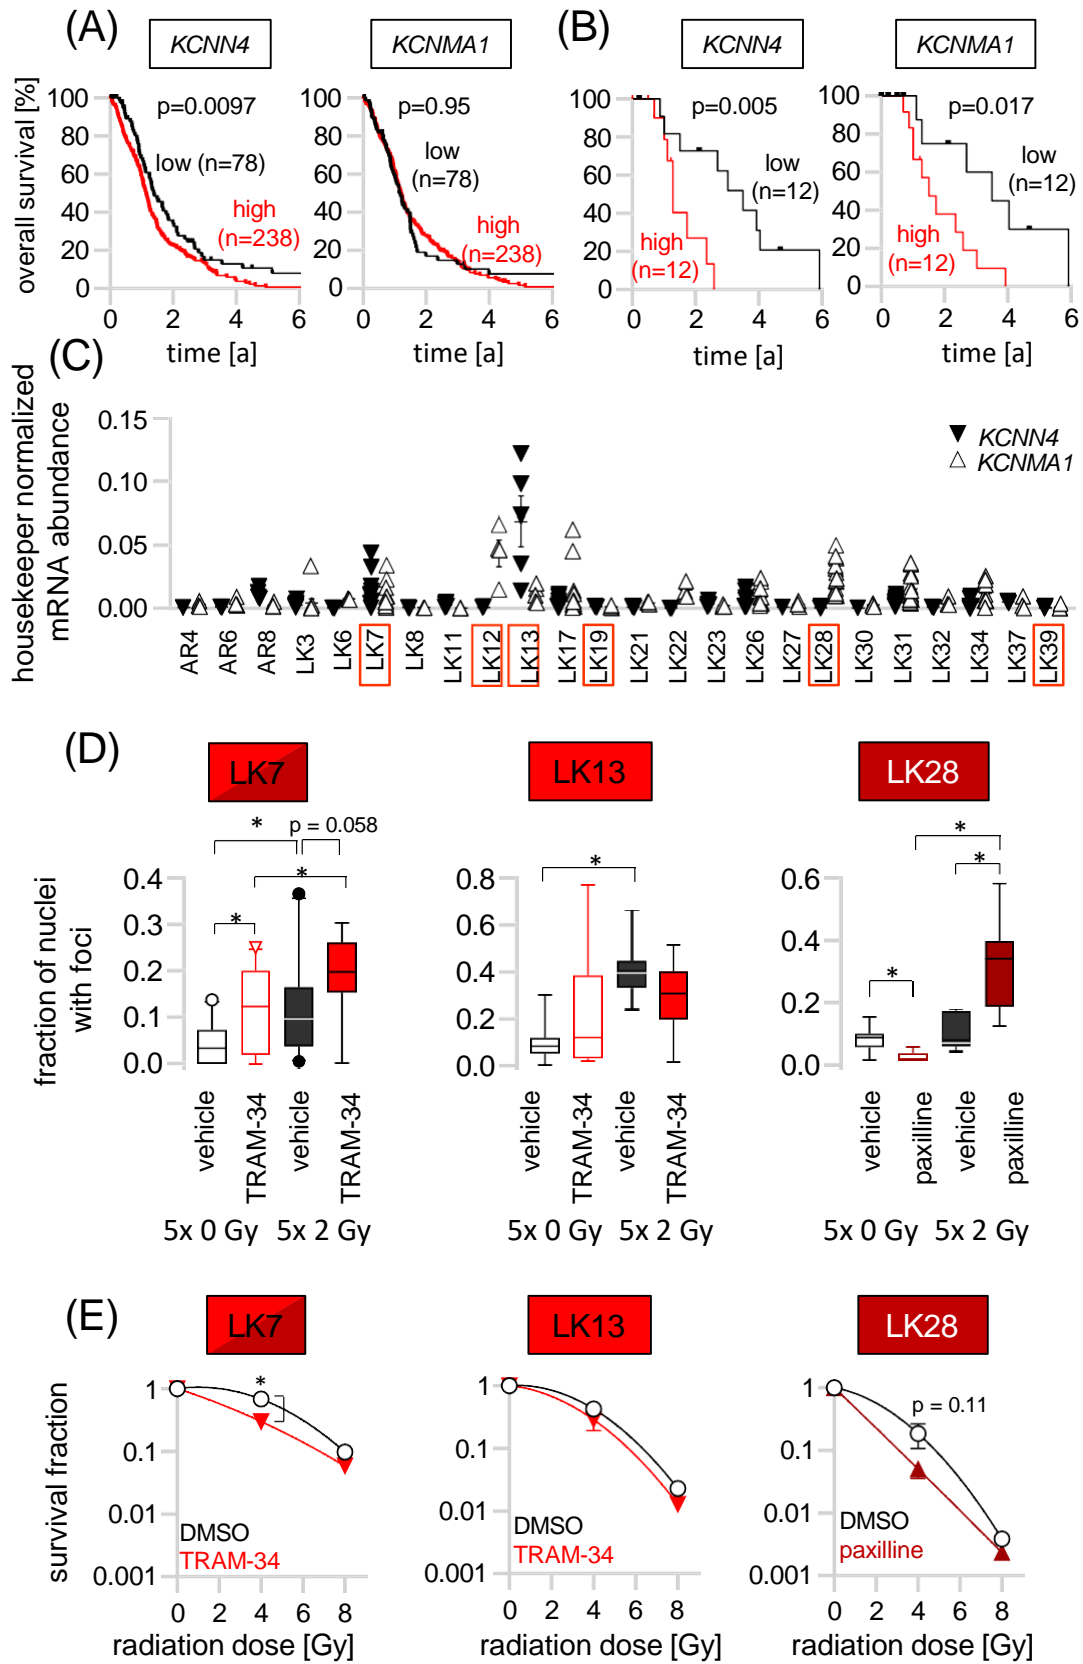 (A)
KCNN4
KCNMA1
(B)
KCNN4
KCNMA1
overall survival [%]
100
80
60
40
20
0
p=0.0097
low (n=78)
high
(n=238)
0 2 4 6
time [a]
100
80
60
40
20
0
p=0.95
low
(n=78)
high
(n=238)
0 2 4 6
time [a]
100
80
60
40
20
0
p=0.005
low
(n=12)
high
(n=12)
0 2 4 6
time [a]
100
80
60
40
20
0
p=0.017
low
(n=12)
high
(n=12)
0 2 4 6
time [a]
(C)
housekeeper normalized
mRNA abundance
0.15
0.10
0.05
0.00
KCNN4
KCNMA1
AR4
AR6
AR8
LK3
LK6
LK7
LK8
LK11
LK12
LK13
LK17
LK19
LK21
LK22
LK23
LK26
LK27
LK28
LK30
LK31
LK32
LK34
LK37
LK39
(D)
LK7
LK13
LK28
fraction of nuclei
with foci
0.4
0.3
0.2
0.1
0.0
*
p = 0.058
*
*
vehicle
TRAM-34
vehicle
TRAM-34
5x 0 Gy 5x 2 Gy
0.8
0.6
0.4
0.2
0.0
*
vehicle
TRAM-34
vehicle
TRAM-34
5x 0 Gy 5x 2 Gy
0.6
0.4
0.2
0.0
*
*
*
vehicle
paxilline
vehicle
paxilline
5x 0 Gy 5x 2 Gy
(E)
LK7
LK13
LK28
survival fraction
1
0.1
0.01
0.001
*
DMSO
TRAM-34
0 2 4 6 8
radiation dose [Gy]
1
0.1
0.01
0.001
DMSO
TRAM-34
0 2 4 6 8
radiation dose [Gy]
1
0.1
0.01
0.001
p = 0.11
DMSO
paxilline
0 2 4 6 8
radiation dose [Gy]